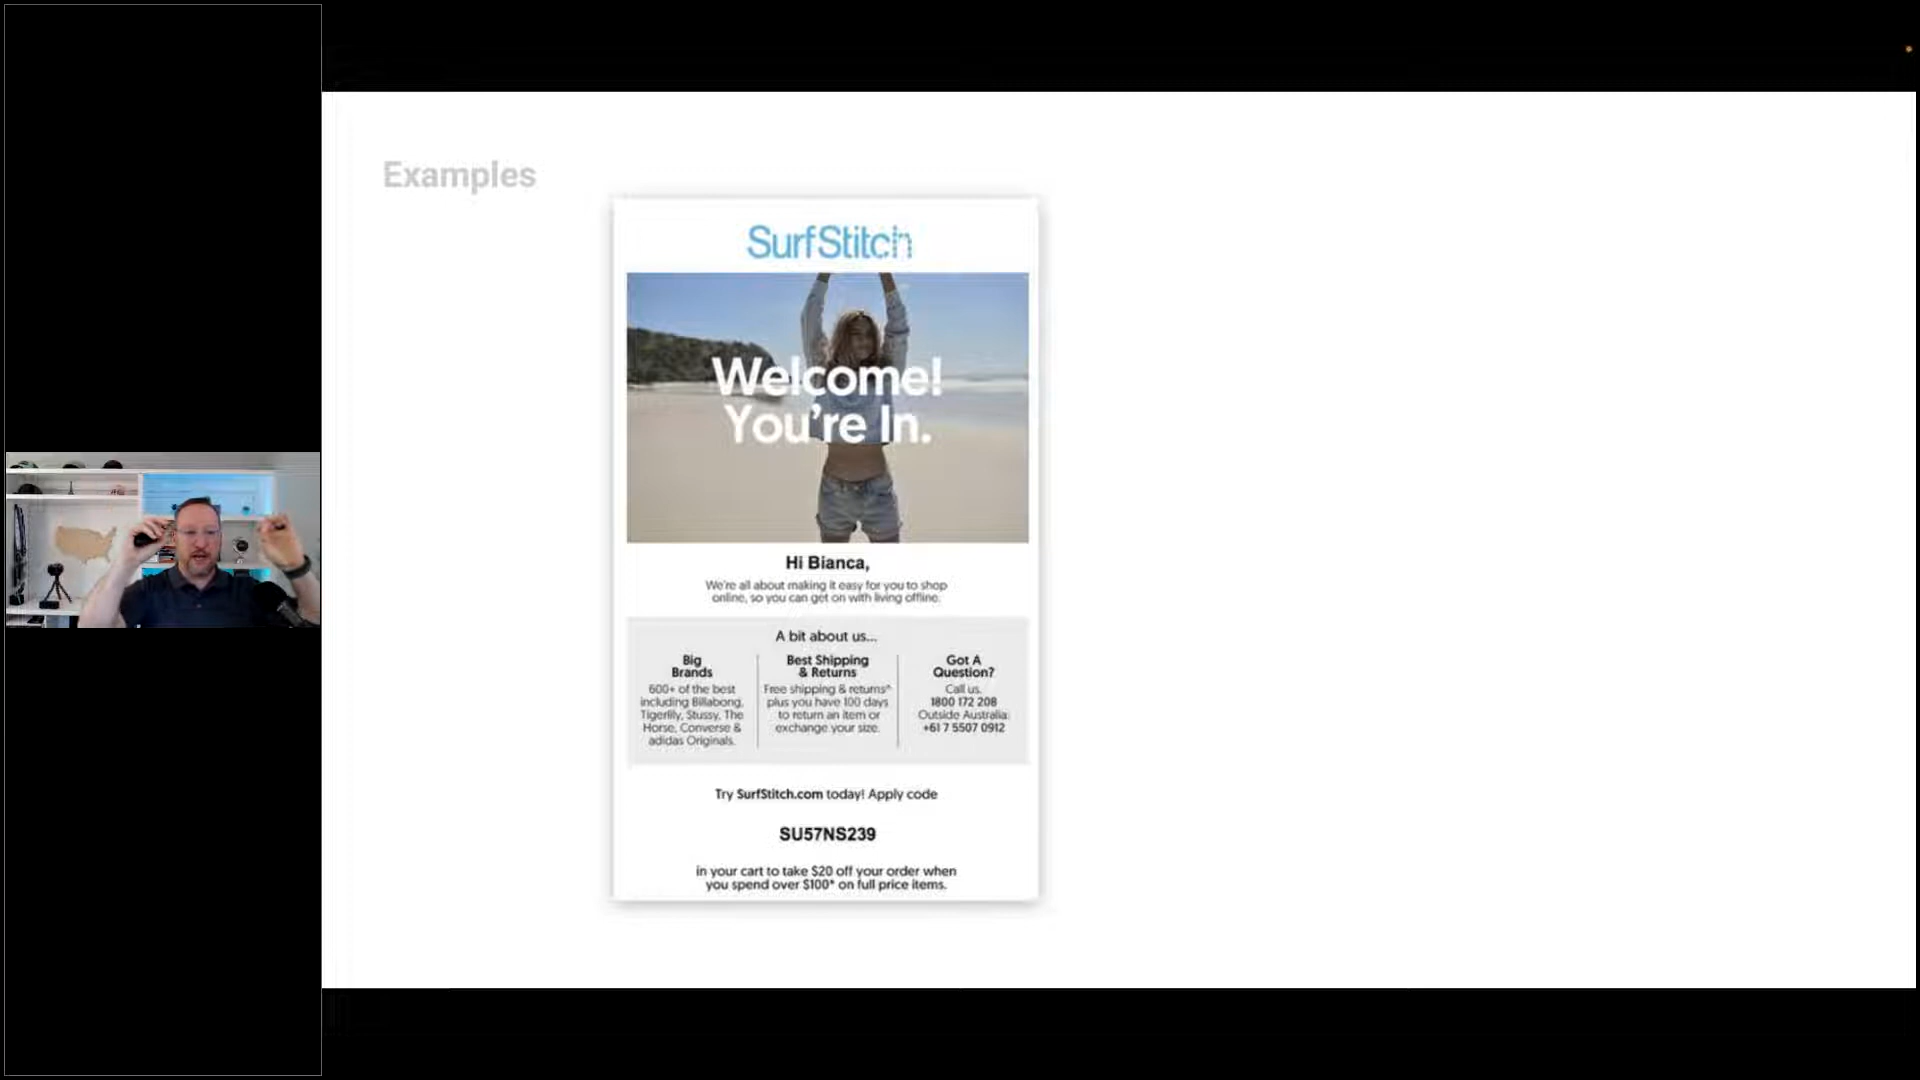 Examples
SurfStitch
Welcome!
You're In.
Hi Bianca,
We're all about making it easy for you to shop
online, so you can get on with living offline.
A bit about us...
Big
Brands
600+ of the best
including Billabong,
Tigerlily, Stussy, The
Horse, Converse &
adidas Originals.
Best Shipping
& Returns
Free shipping & returns^
plus you have 100 days
to return an item or
exchange your size.
Got A
Question?
Call us.
1800 172 208
Outside Australia:
+61 7 5507 0912
Try SurfStitch.com today! Apply code
SU57NS239
in your cart to take $20 off your order when
you spend over $100* on full price items.